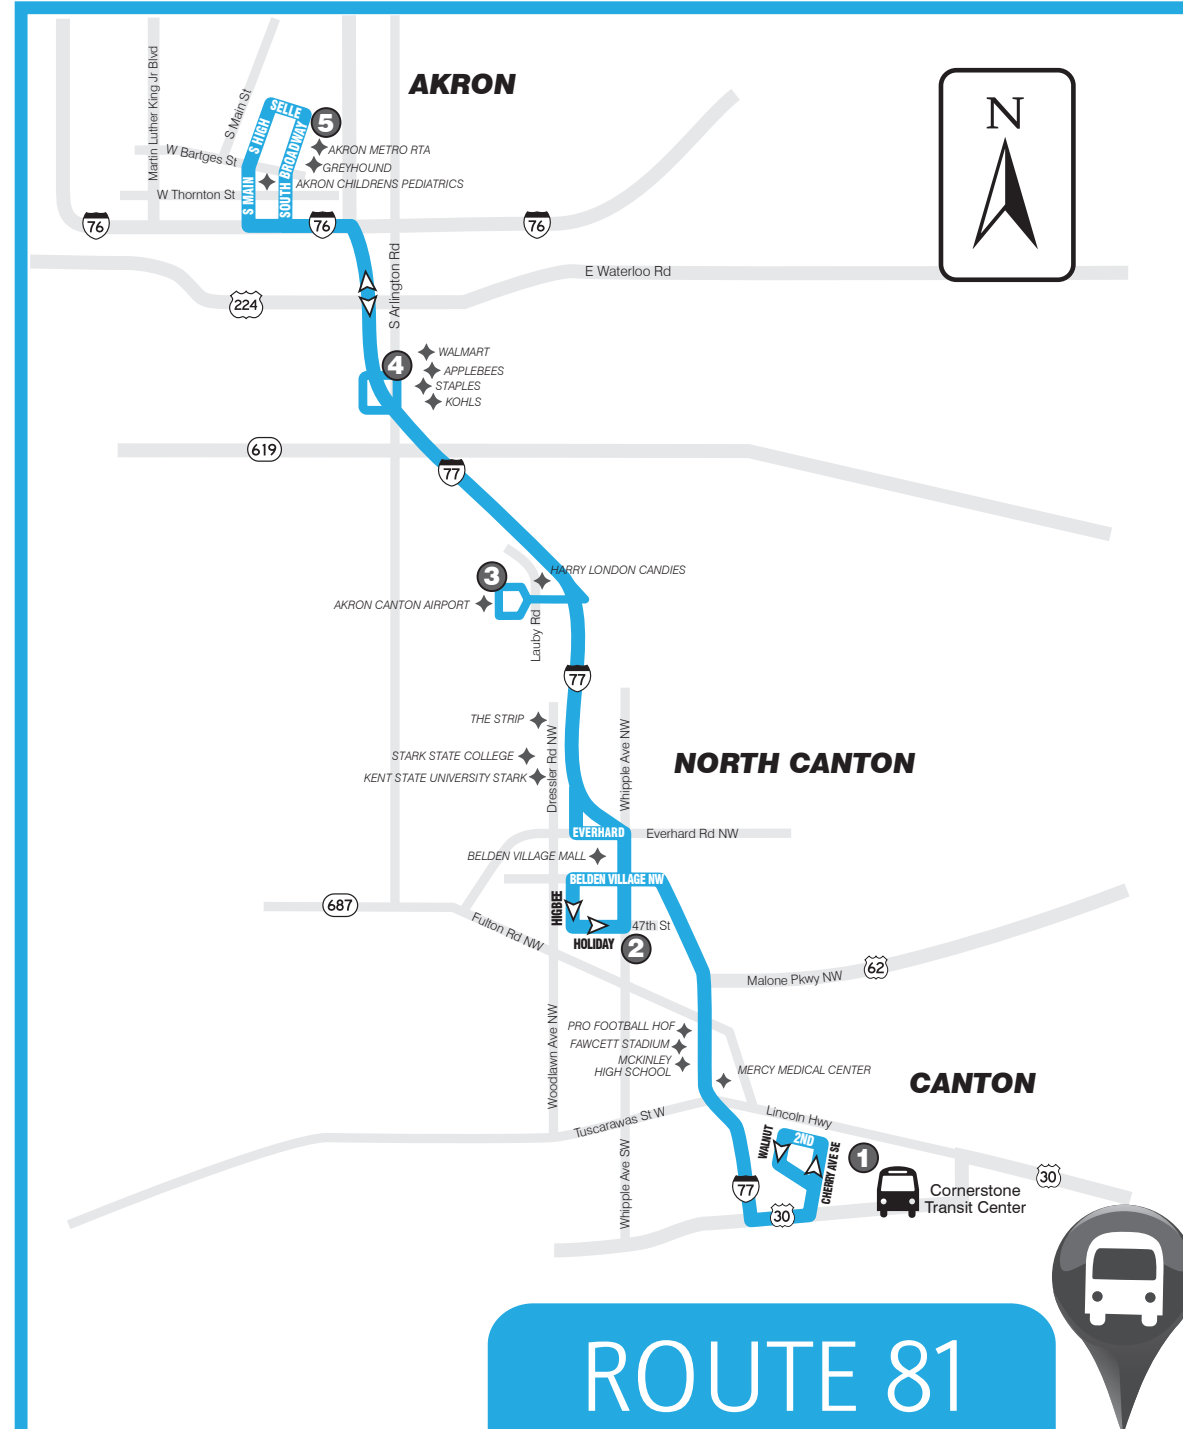 AKRON
N
Martin Luther King Jr Blvd
S Main St
SELLE
5
S HIGH
SOUTH BROADWAY
AKRON METRO RTA
W Bartges St
GREYHOUND
AKRON CHILDRENS PEDIATRICS
W Thornton St
S MAIN
76
76
76
S Arlington Rd
E Waterloo Rd
224
4
WALMART
APPLEBEES
STAPLES
KOHLS
619
77
3
HARRY LONDON CANDIES
AKRON CANTON AIRPORT
Lauby Rd
77
THE STRIP
Dressler Rd NW
Whipple Ave NW
STARK STATE COLLEGE
KENT STATE UNIVERSITY STARK
NORTH CANTON
EVERHARD
Everhard Rd NW
BELDEN VILLAGE MALL
BELDEN VILLAGE NW
HIGBEE
687
Fulton Rd NW
47th St
HOLIDAY
2
62
Malone Pkwy NW
Woodlawn Ave NW
PRO FOOTBALL HOF
FAWCETT STADIUM
MCKINLEY
HIGH SCHOOL
MERCY MEDICAL CENTER
CANTON
Tuscarawas St W
Lincoln Hwy
WALNUT
2ND
CHERRY AVE SE
1
Whipple Ave SW
77
30
30
Cornerstone
Transit Center
ROUTE 81